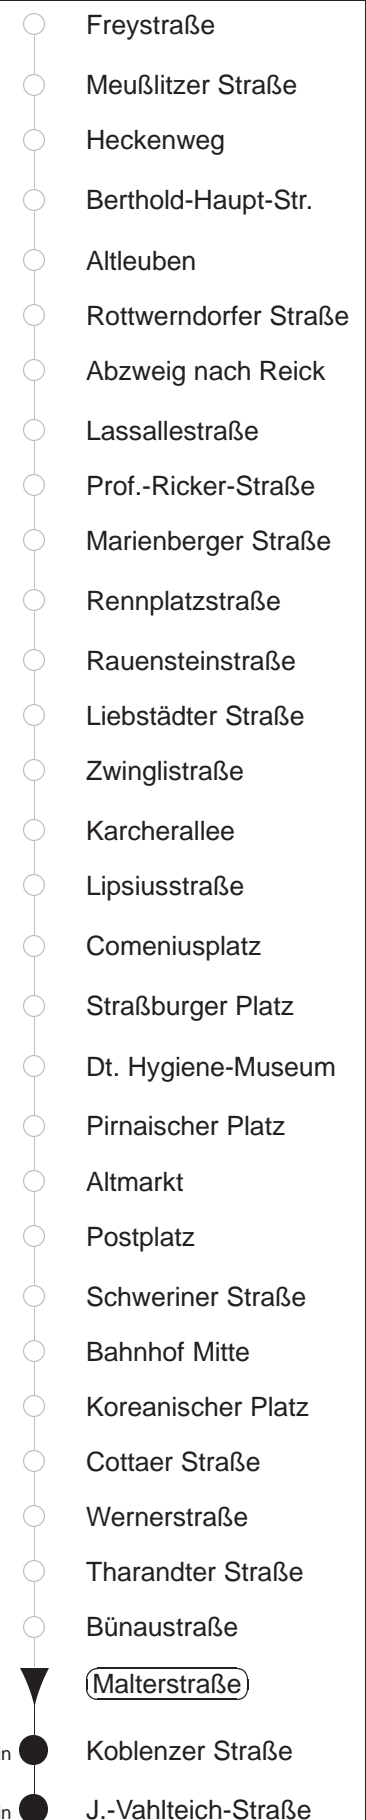 Freystraße
Meußlitzer Straße
Heckenweg
Berthold-Haupt-Str.
Altleuben
Rottwerndorfer Straße
Abzweig nach Reick
Lassallestraße
Prof.-Ricker-Straße
Marienberger Straße
Rennplatzstraße
Rauensteinstraße
Liebstädter Straße
Zwinglistraße
Karcherallee
Lipsiusstraße
Comeniusplatz
Straßburger Platz
Dt. Hygiene-Museum
Pirnaischer Platz
Altmarkt
Postplatz
Schweriner Straße
Bahnhof Mitte
Koreanischer Platz
Cottaer Straße
Wernerstraße
Tharandter Straße
Bünaustraße
Malterstraße
Koblenzer Straße
J.-Vahlteich-Straße